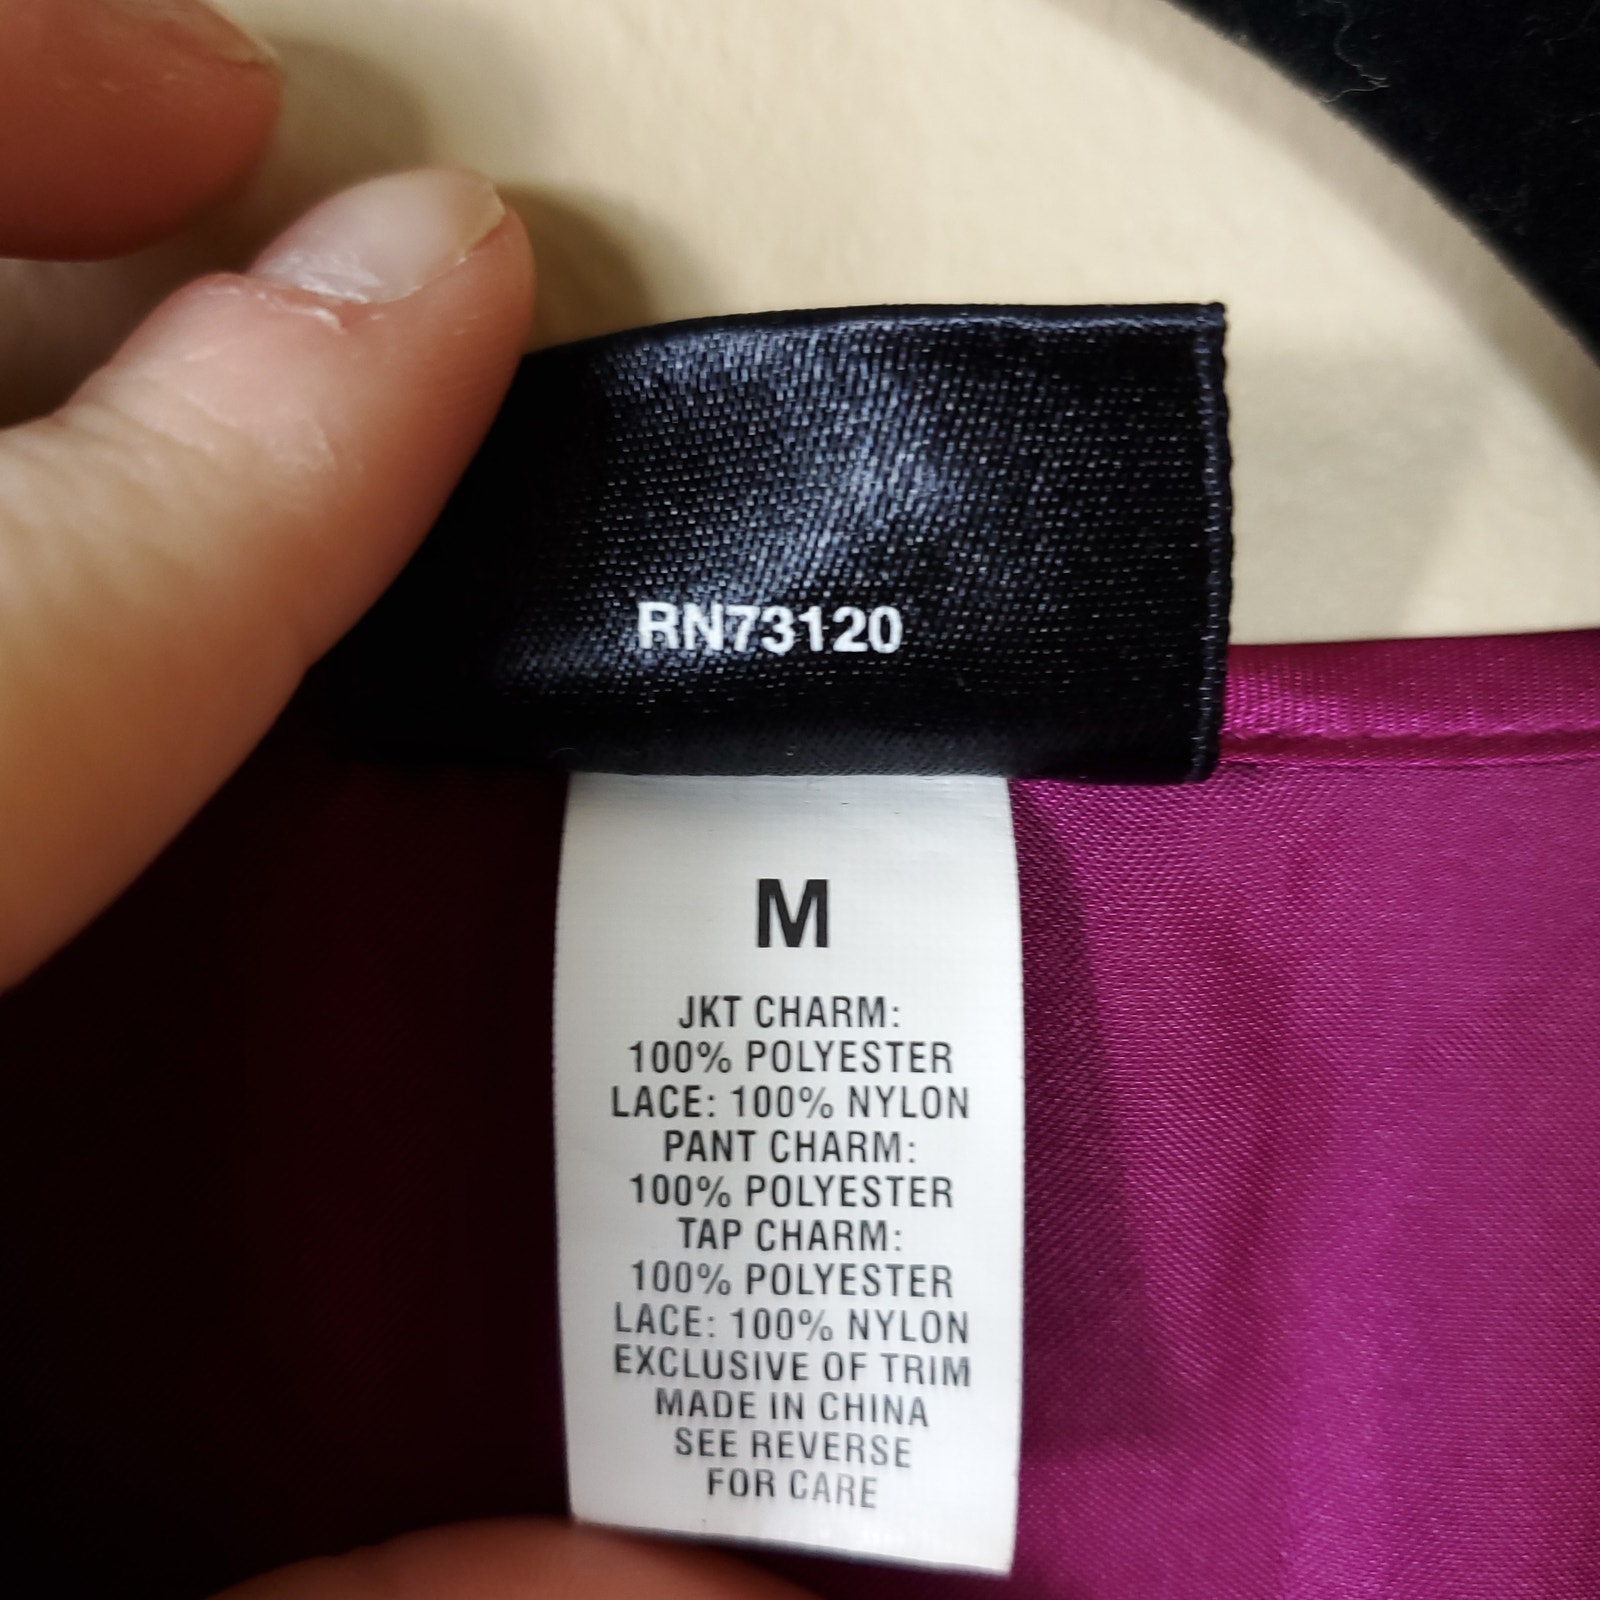 RN73120
M
JKT CHARM:
100% POLYESTER
LACE: 100% NYLON
PANT CHARM:
100% POLYESTER
TAP CHARM:
100% POLYESTER
LACE: 100% NYLON
EXCLUSIVE OF TRIM
MADE IN CHINA
SEE REVERSE
FOR CARE